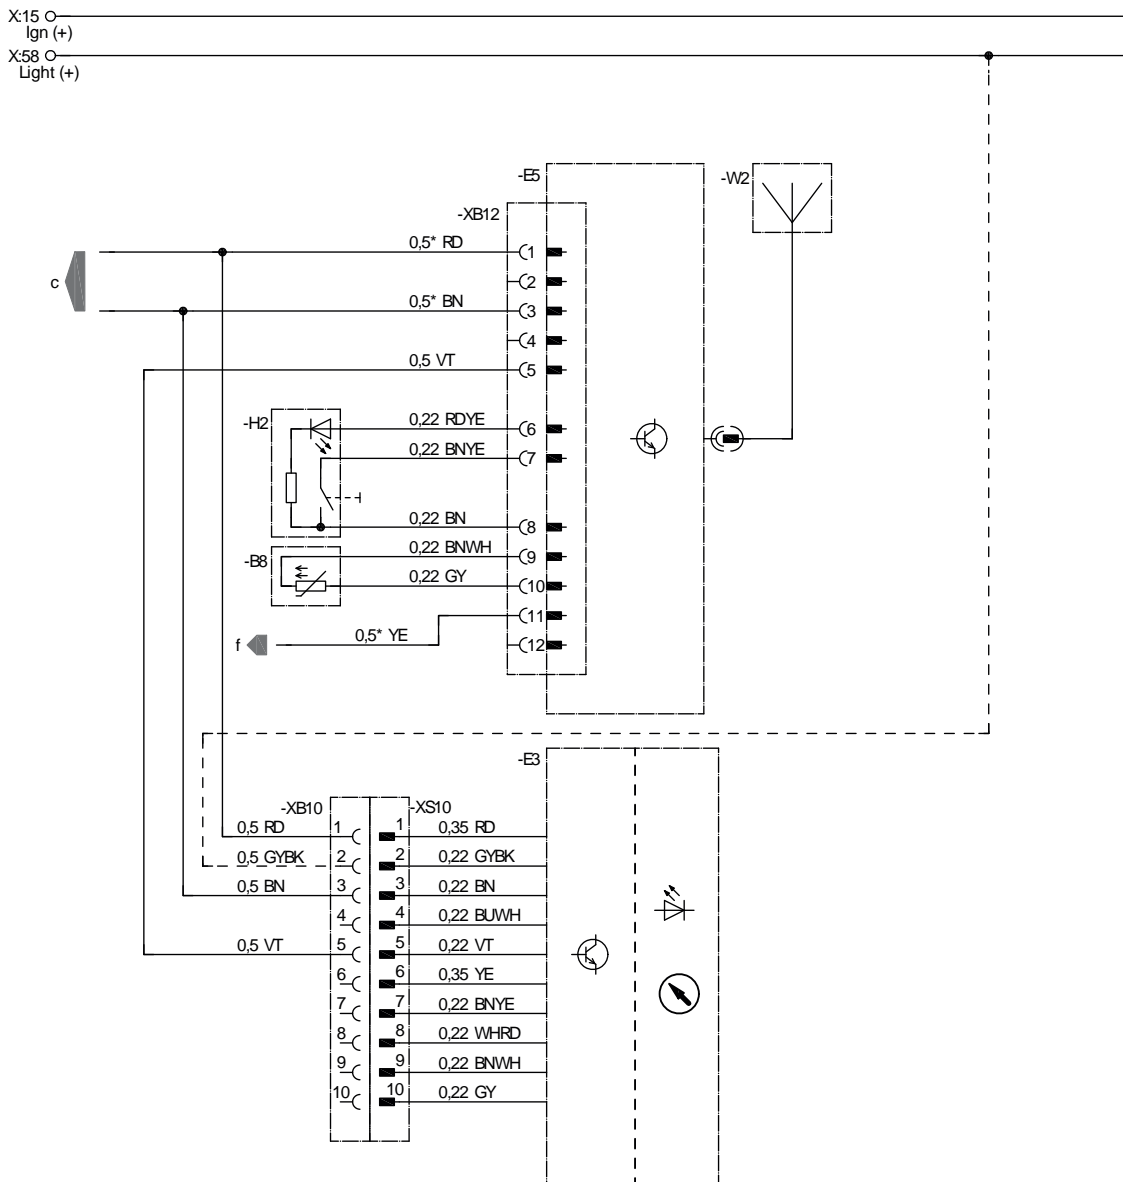 X:15
Ign (+)
X:58
Light (+)
-E5
-W2
-XB12
0,5* RD
1
c
2
0,5* BN
3
4
0,5 VT
5
-H2
0,22 RDYE
6
0,22 BNYE
7
0,22 BN
8
-B8
0,22 BNWH
9
0,22 GY
10
11
f
0,5* YE
12
-E3
-XB10
-XS10
0,5 RD
1
1
0,35 RD
0,5 GYBK
2
2
0,22 GYBK
0,5 BN
3
3
0,22 BN
4
4
0,22 BUWH
0,5 VT
5
5
0,22 VT
6
6
0,35 YE
7
7
0,22 BNYE
8
8
0,22 WHRD
9
9
0,22 BNWH
10
10
0,22 GY